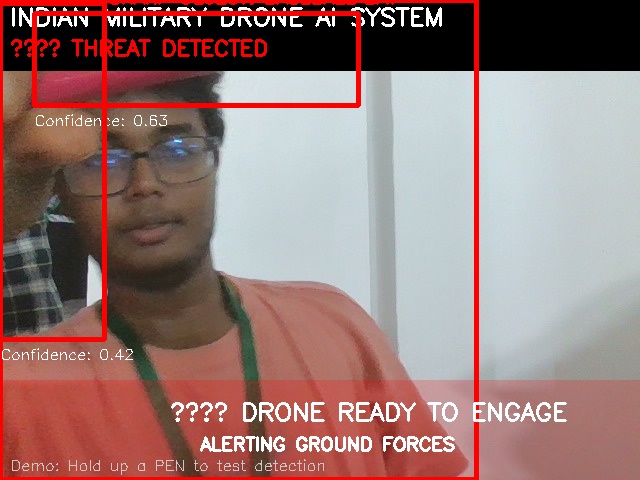 INDIAN MILITARY DRONE AI SYSTEM
???? THREAT DETECTED
Confidence: 0.63
Confidence: 0.42
???? DRONE READY TO ENGAGE
ALERTING GROUND FORCES
Demo: Hold up a PEN to test detection